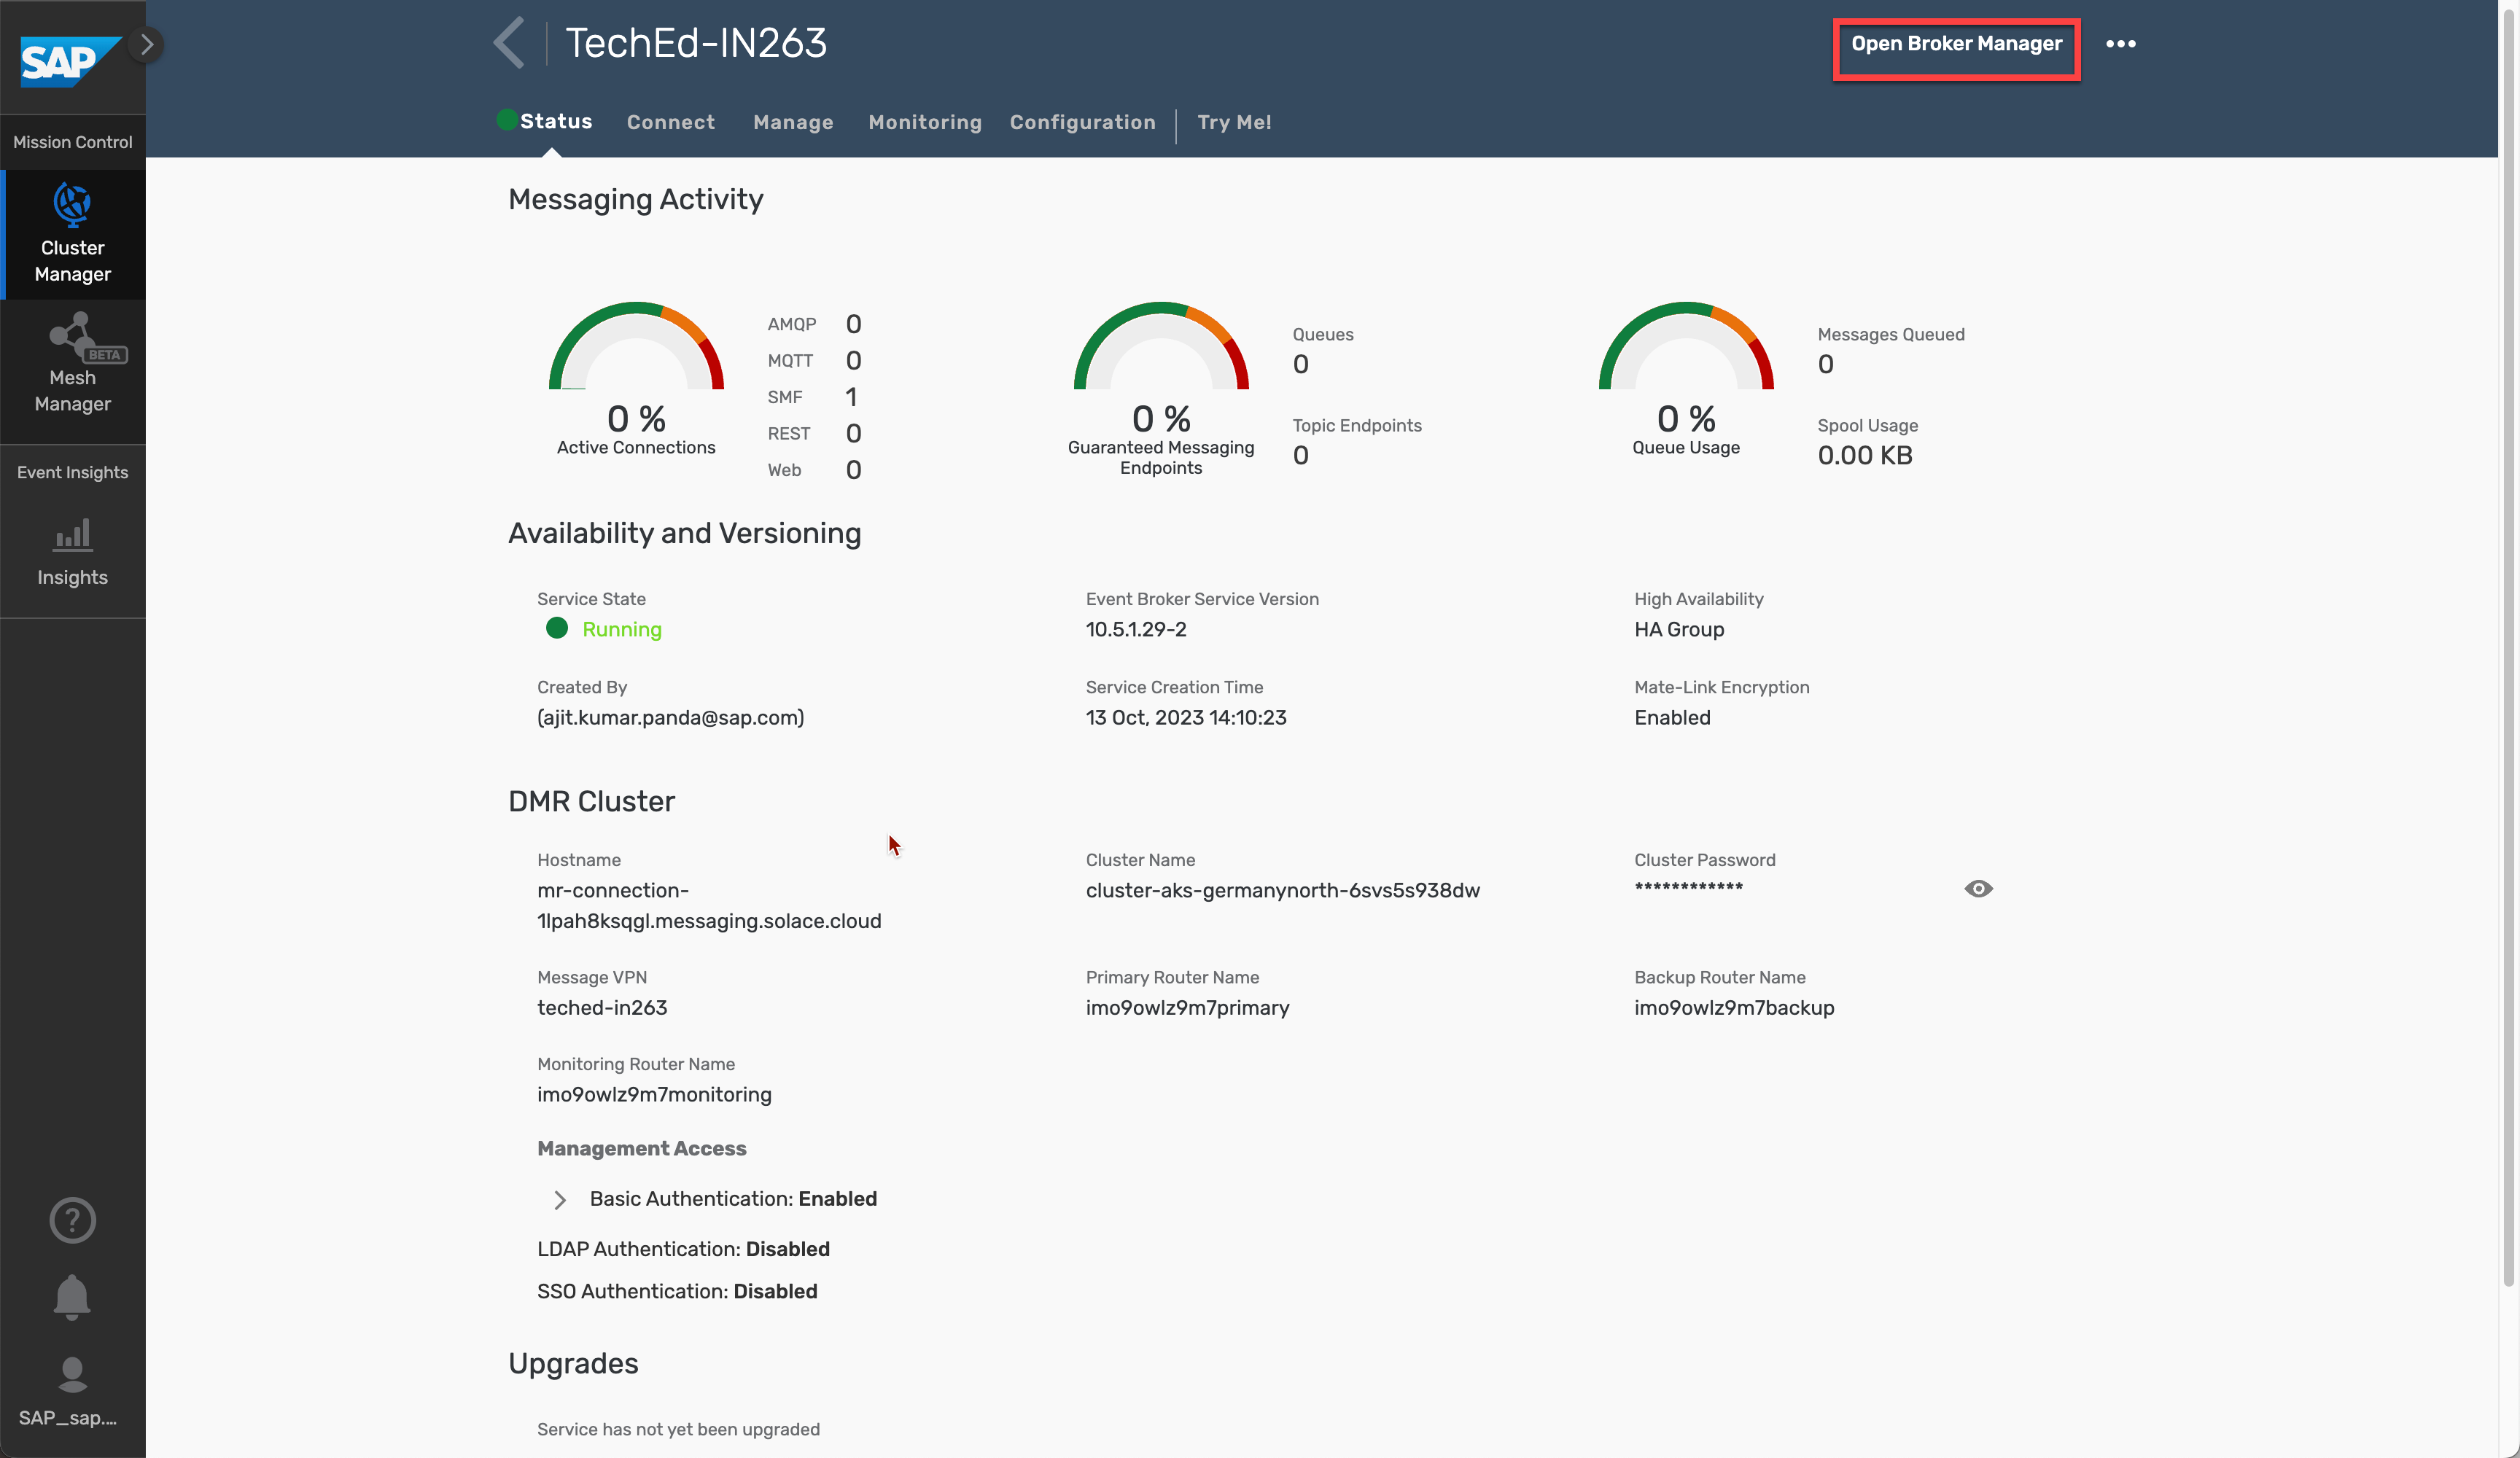 SAP
TechEd-IN263
Open Broker Manager
Status
Connect
Manage
Monitoring
Configuration
Try Me!
Mission Control
Cluster
Manager
BETA
Mesh
Manager
Event Insights
Insights
SAP_sap....
Messaging Activity
0 %
Active Connections
AMQP 0
MQTT 0
SMF 1
REST 0
Web 0
0 %
Guaranteed Messaging
Endpoints
Queues
0
Topic Endpoints
0
0 %
Queue Usage
Messages Queued
0
Spool Usage
0.00 KB
Availability and Versioning
Service State
Running
Event Broker Service Version
10.5.1.29-2
High Availability
HA Group
Created By
(ajit.kumar.panda@sap.com)
Service Creation Time
13 Oct, 2023 14:10:23
Mate-Link Encryption
Enabled
DMR Cluster
Hostname
mr-connection-
1lpah8ksqgl.messaging.solace.cloud
Cluster Name
cluster-aks-germanynorth-6svs5s938dw
Cluster Password
************
Message VPN
teched-in263
Primary Router Name
imo9owlz9m7primary
Backup Router Name
imo9owlz9m7backup
Monitoring Router Name
imo9owlz9m7monitoring
Management Access
Basic Authentication: Enabled
LDAP Authentication: Disabled
SSO Authentication: Disabled
Upgrades
Service has not yet been upgraded